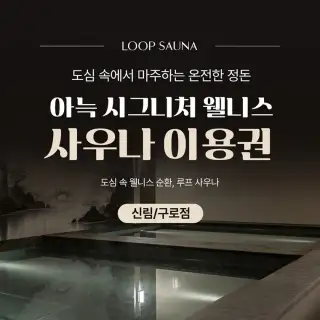 LOOP SAUNA
도심 속에서 마주하는 온전한 정돈
아늑 시그니처 웰니스
사우나 이용권
도심 속 웰니스 순환, 루프 사우나
신림/구로점